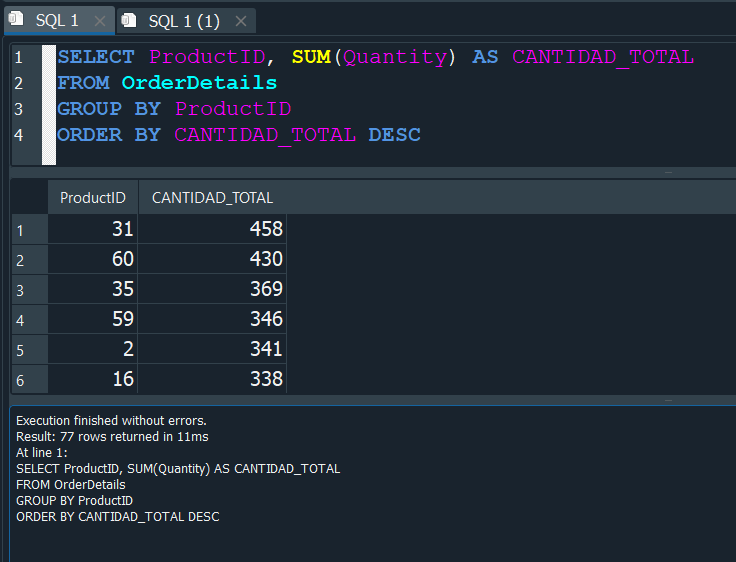 SQL 1 SQL 1 (1)
1 SELECT ProductID, SUM(Quantity) AS CANTIDAD_TOTAL
2 FROM OrderDetails
3 GROUP BY ProductID
4 ORDER BY CANTIDAD_TOTAL DESC
ProductID CANTIDAD_TOTAL
1 31 458
2 60 430
3 35 369
4 59 346
5 2 341
6 16 338
Execution finished without errors.
Result: 77 rows returned in 11ms
At line 1:
SELECT ProductID, SUM(Quantity) AS CANTIDAD_TOTAL
FROM OrderDetails
GROUP BY ProductID
ORDER BY CANTIDAD_TOTAL DESC